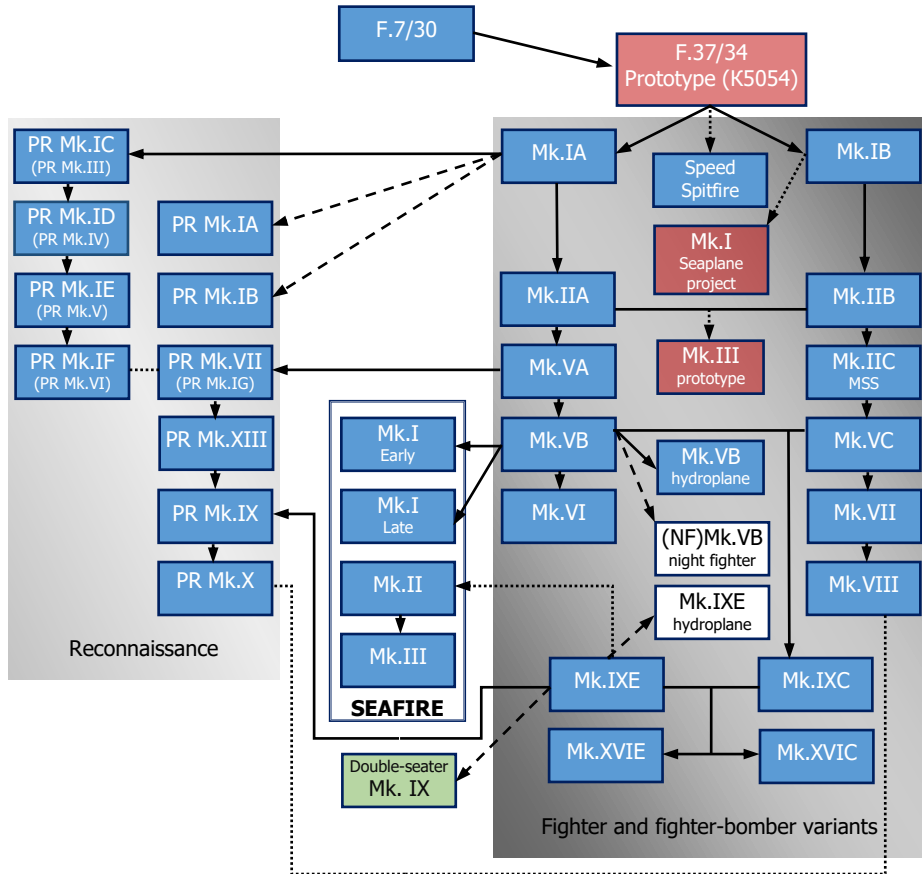 F.7/30
F.37/34
Prototype (K5054)
PR Mk.IC
(PR Mk.III)
Mk.IA
Speed
Spitfire
Mk.IB
PR Mk.ID
(PR Mk.IV)
PR Mk.IA
Mk.I
Seaplane
project
PR Mk.IE
(PR Mk.V)
PR Mk.IB
Mk.IIA
Mk.IIB
PR Mk.IF
(PR Mk.VI)
PR Mk.VII
(PR Mk.IG)
Mk.VA
Mk.III
prototype
Mk.IIC
MSS
PR Mk.XIII
Mk.I
Early
Mk.VB
Mk.VB
hydroplane
Mk.VC
PR Mk.IX
Mk.I
Late
Mk.VI
(NF)Mk.VB
night fighter
Mk.VII
PR Mk.X
Mk.II
Mk.IXE
hydroplane
Mk.VIII
Reconnaissance
Mk.III
SEAFIRE
Mk.IXE
Mk.IXC
Double-seater
Mk. IX
Mk.XVIE
Mk.XVIC
Fighter and fighter-bomber variants